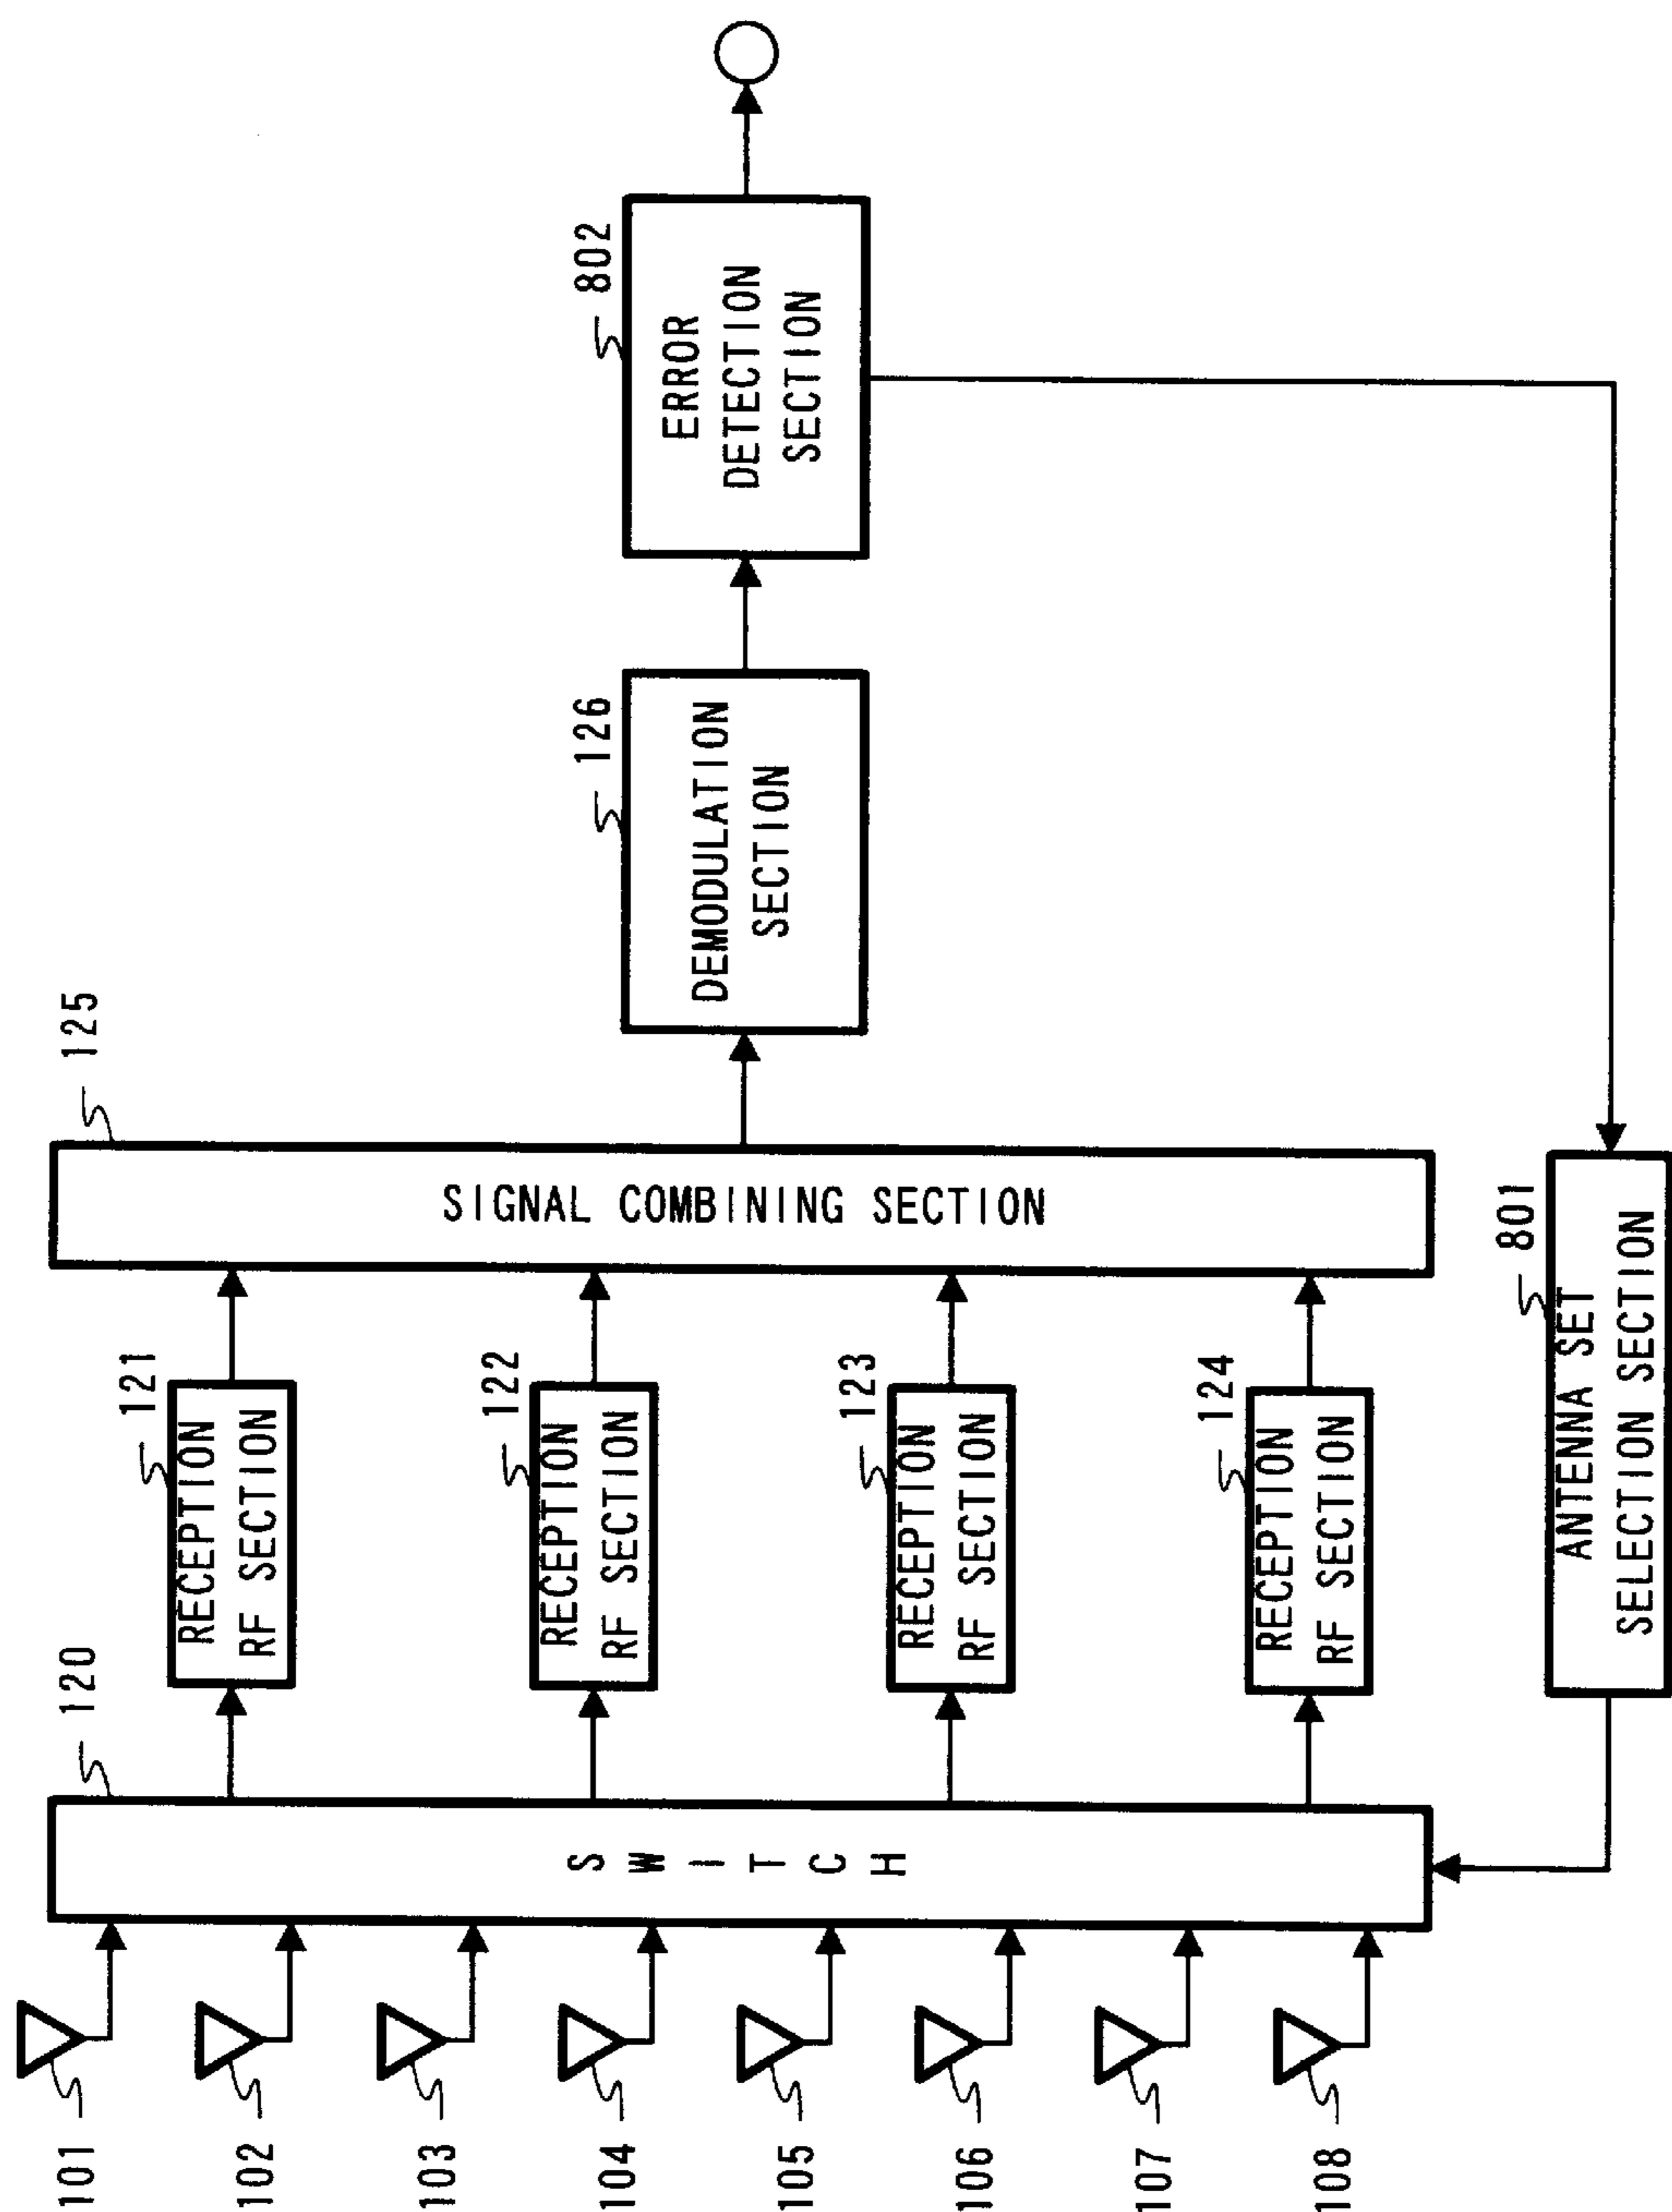 101
102
103
104
105
106
107
108
120
SWITCH
121
RECEPTION
RF SECTION
122
RECEPTION
RF SECTION
123
RECEPTION
RF SECTION
124
RECEPTION
RF SECTION
125
SIGNAL COMBINING SECTION
126
DEMODULATION
SECTION
802
ERROR
DETECTION
SECTION
801
ANTENNA SET
SELECTION SECTION